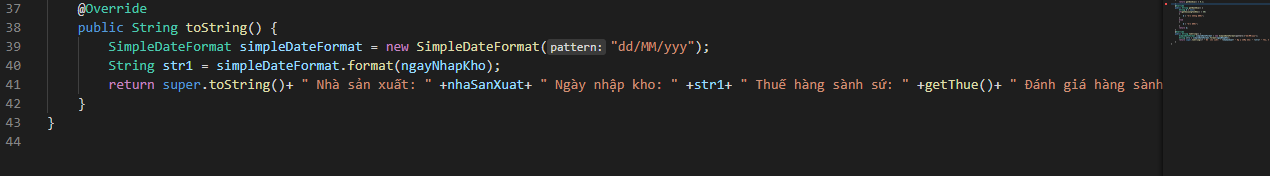 37 @Override
38 public String toString() {
39 SimpleDateFormat simpleDateFormat = new SimpleDateFormat(pattern: "dd/MM/yyy");
40 String str1 = simpleDateFormat.format(ngayNhapKho);
41 return super.toString()+ " Nhà sản xuất: " +nhaSanXuat+ " Ngày nhập kho: " +str1+ " Thuế hàng sành sứ: " +getThue()+ " Đánh giá hàng sành
42 }
43 }
44